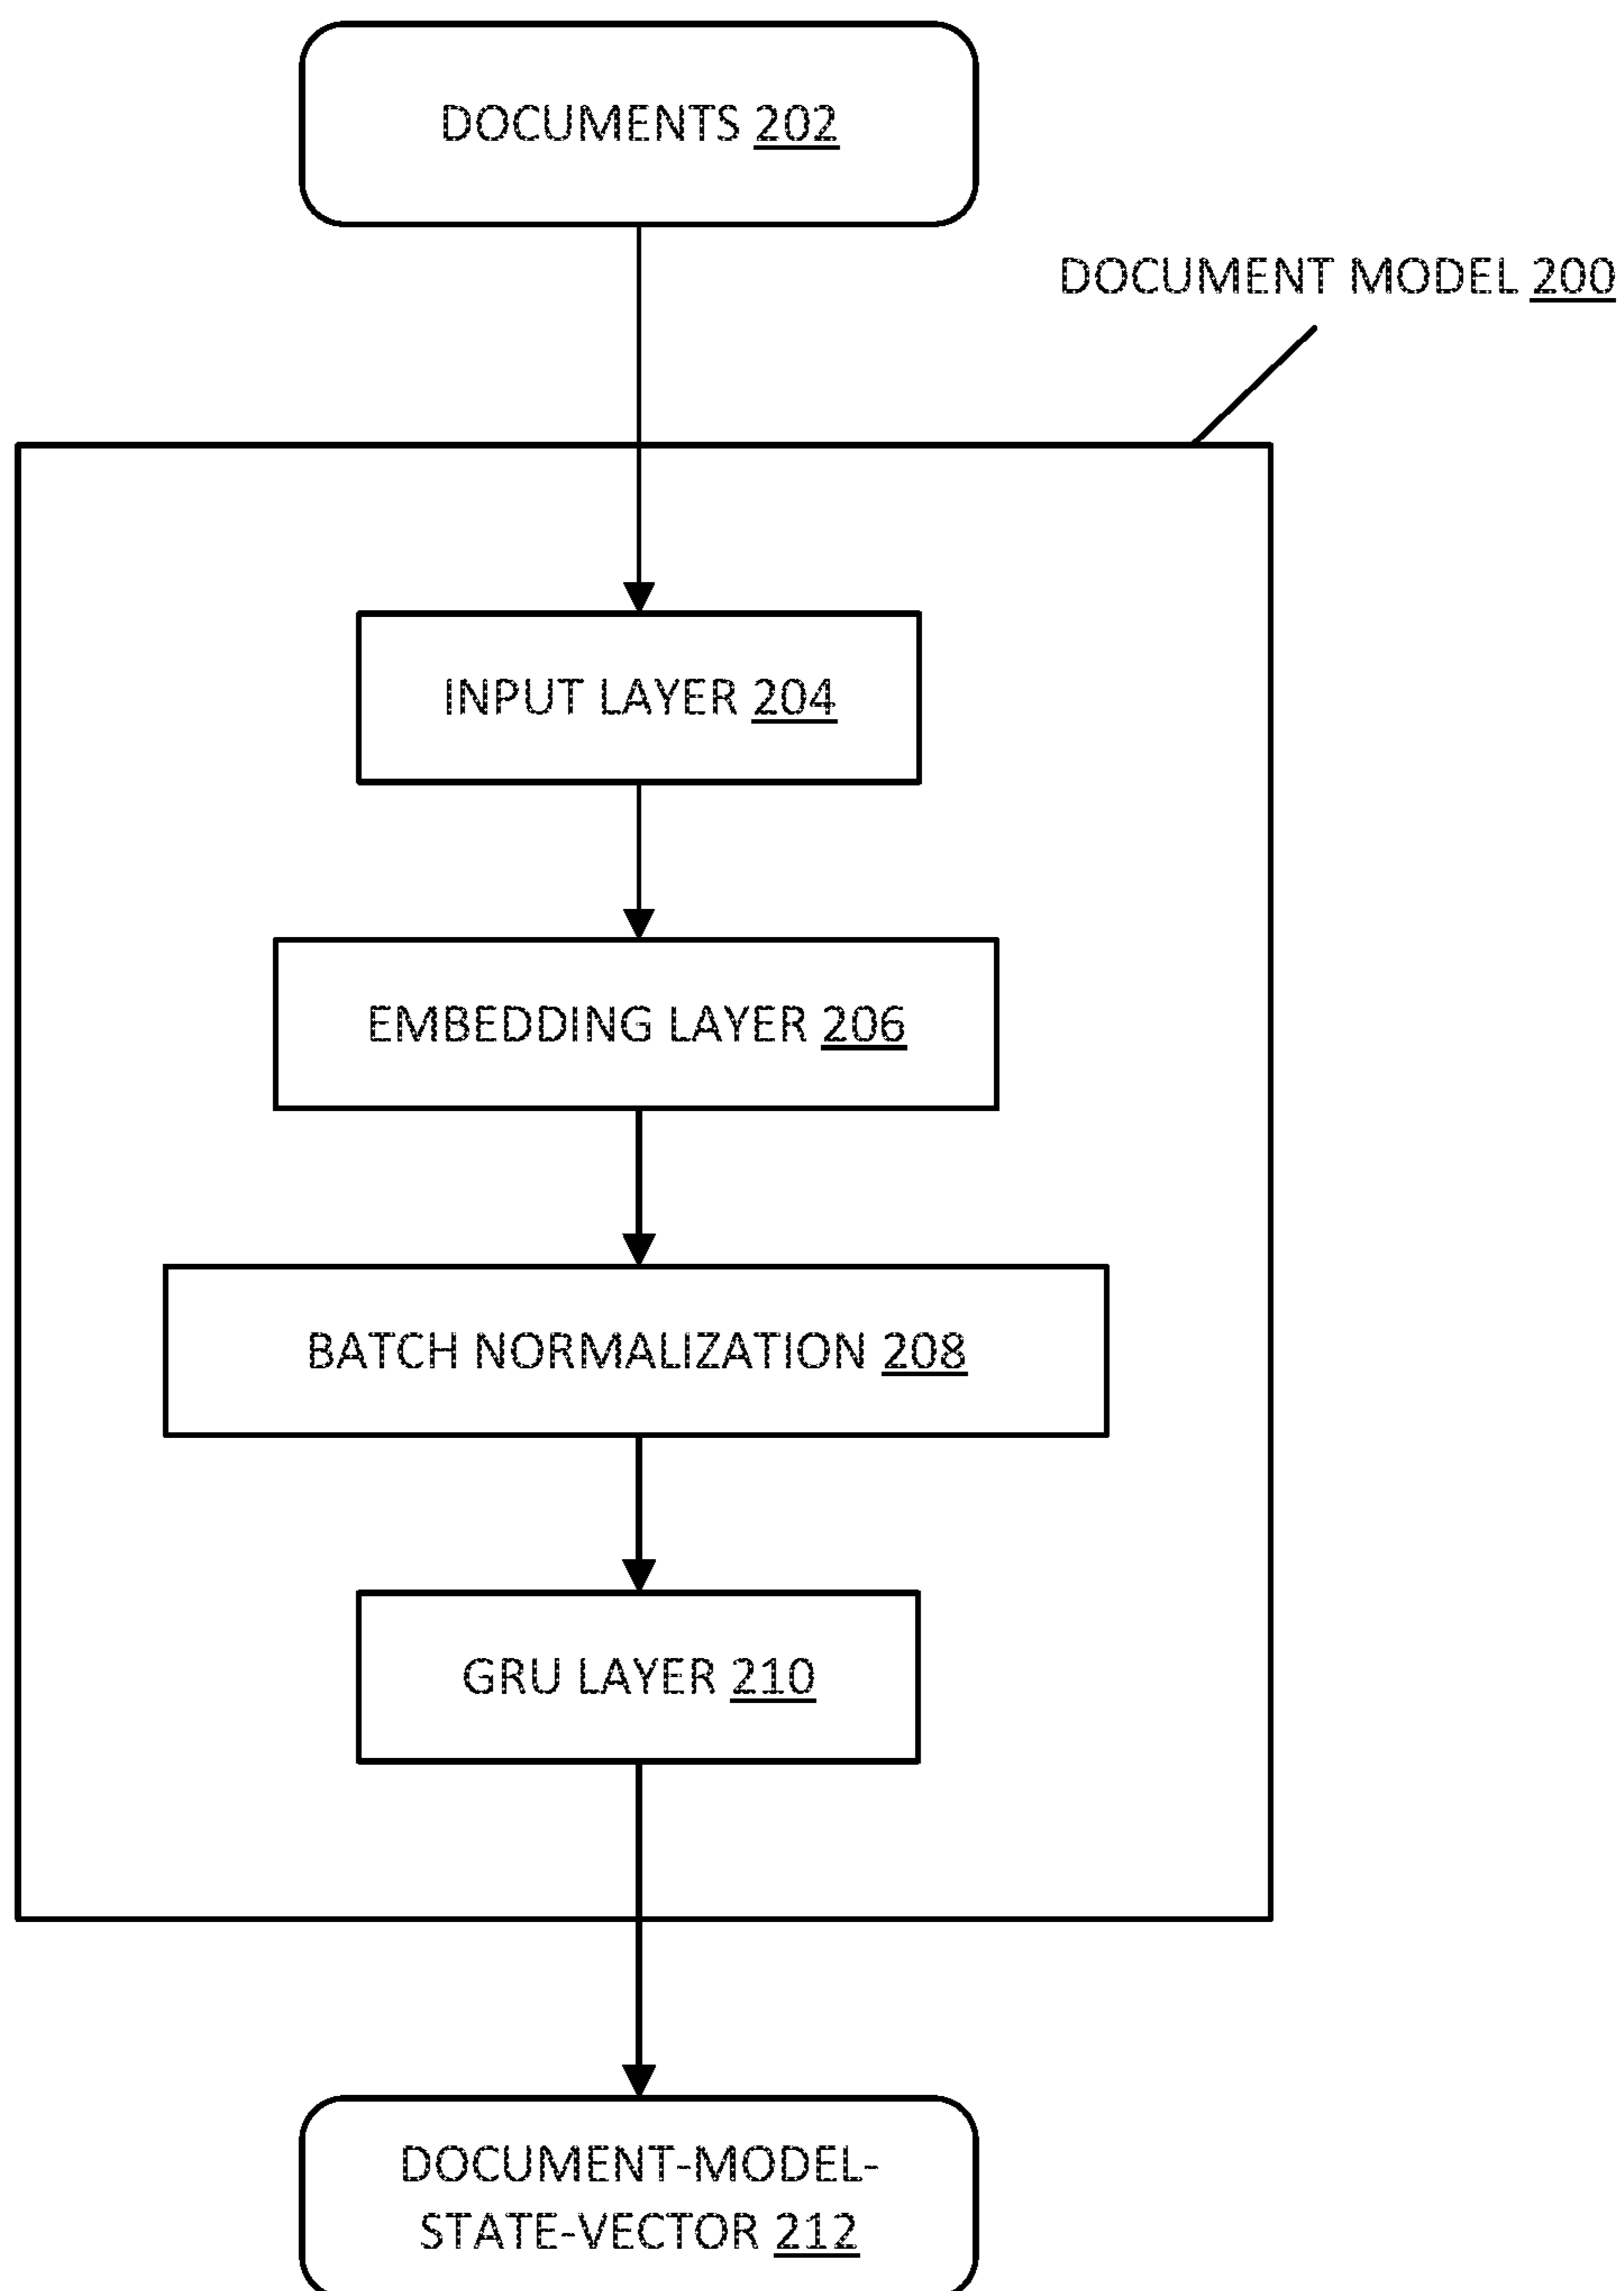 DOCUMENTS 202
DOCUMENT MODEL 200
INPUT LAYER 204
EMBEDDING LAYER 206
BATCH NORMALIZATION 208
GRU LAYER 210
DOCUMENT-MODEL-
STATE-VECTOR 212